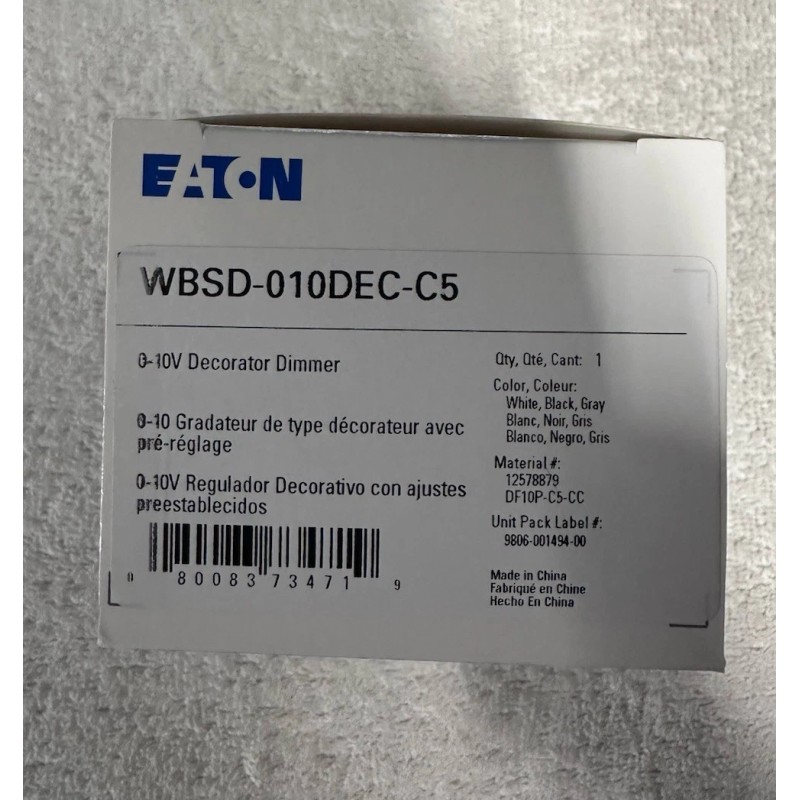 EATON
WBSD-010DEC-C5
0-10V Decorator Dimmer
0-10 Gradateur de type décorateur avec
pré-réglage
0-10V Regulador Decorativo con ajustes
preestablecidos
0 80083 73471 9
Qty, Qté, Cant: 1
Color, Couleur:
White, Black, Gray
Blanc, Noir, Gris
Blanco, Negro, Gris
Material #:
12578879
DF10P-C5-CC
Unit Pack Label #:
9806-001494-00
Made in China
Fabriqué en Chine
Hecho En China